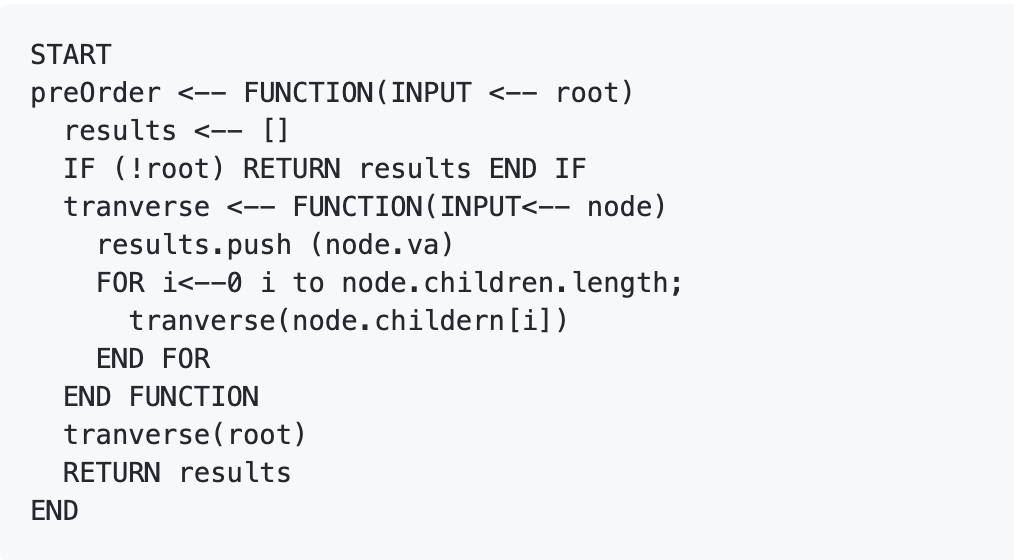 START
preOrder <-- FUNCTION(INPUT <-- root)
  results <-- []
  IF (!root) RETURN results END IF
  tranverse <-- FUNCTION(INPUT<-- node)
    results.push (node.va)
    FOR i<--0 i to node.children.length;
      tranverse(node.childern[i])
    END FOR
  END FUNCTION
  tranverse(root)
  RETURN results
END